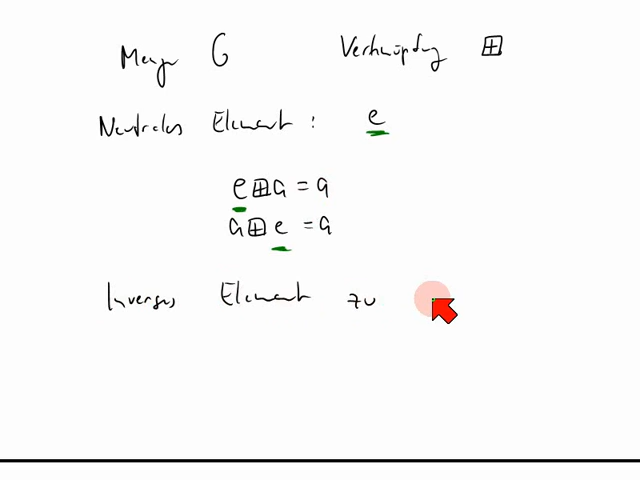 Menge G Verknüpfung ⊞
Neutrales Element : e
e ⊞ a = a
a ⊞ e = a
Inverses Element zu